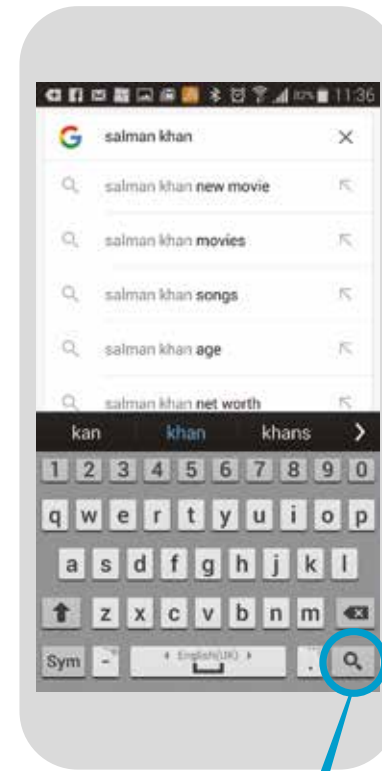 82% 11:36
salman khan
salman khan new movie
salman khan movies
salman khan songs
salman khan age
salman khan net worth
kan khan khans
1 2 3 4 5 6 7 8 9 0
q w e r t y u i o p
a s d f g h j k l
z x c v b n m
Sym - English(UK) .